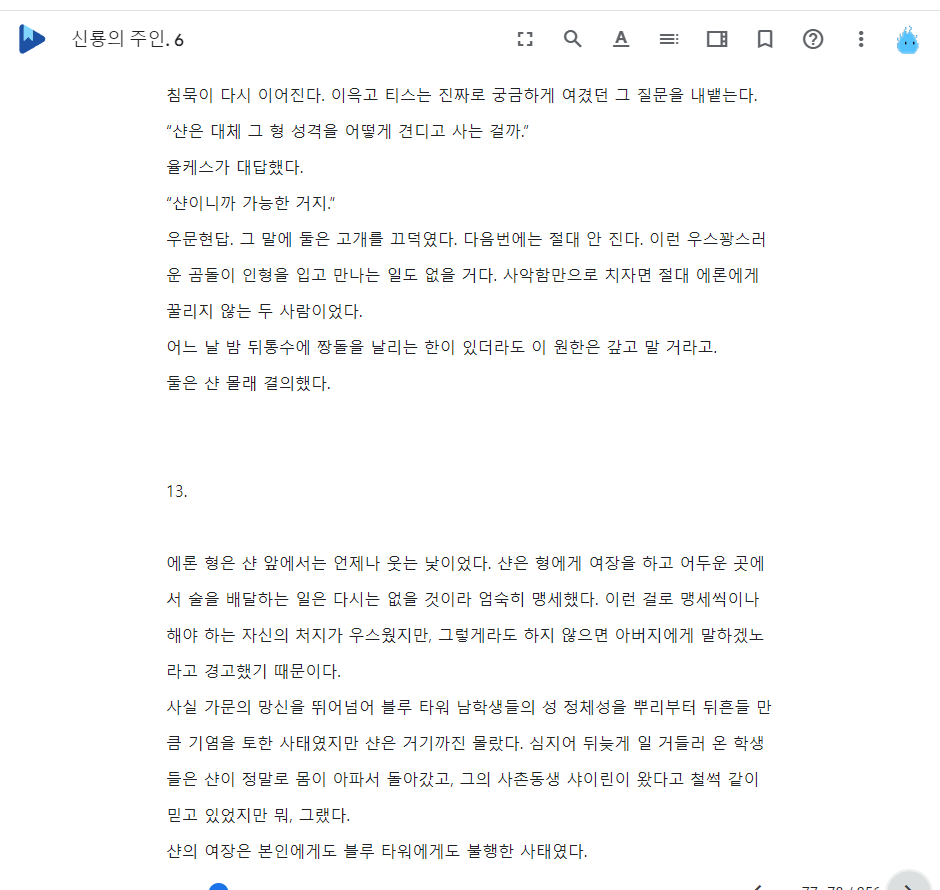 신룡의 주인. 6
침묵이 다시 이어진다. 이윽고 티스는 진짜로 궁금하게 여겼던 그 질문을 내뱉는다.
“샨은 대체 그 형 성격을 어떻게 견디고 사는 걸까.”
율케스가 대답했다.
“샨이니까 가능한 거지.”
우문현답. 그 말에 둘은 고개를 끄덕였다. 다음번에는 절대 안 진다. 이런 우스꽝스러
운 곰돌이 인형을 입고 만나는 일도 없을 거다. 사악함만으로 치자면 절대 에론에게
꿀리지 않는 두 사람이었다.
어느 날 밤 뒤통수에 짱돌을 날리는 한이 있더라도 이 원한은 갚고 말 거라고.
둘은 샨 몰래 결의했다.
13.
에론 형은 샨 앞에서는 언제나 웃는 낯이었다. 샨은 형에게 여장을 하고 어두운 곳에
서 술을 배달하는 일은 다시는 없을 것이라 엄숙히 맹세했다. 이런 걸로 맹세씩이나
해야 하는 자신의 처지가 우스웠지만, 그렇게라도 하지 않으면 아버지에게 말하겠노
라고 경고했기 때문이다.
사실 가문의 망신을 뛰어넘어 블루 타워 남학생들의 성 정체성을 뿌리부터 뒤흔들 만
큼 기염을 토한 사태였지만 샨은 거기까진 몰랐다. 심지어 뒤늦게 일 거들러 온 학생
들은 샨이 정말로 몸이 아파서 돌아갔고, 그의 사촌동생 샤이린이 왔다고 철썩 같이
믿고 있었지만 뭐, 그랬다.
샨의 여장은 본인에게도 블루 타워에게도 불행한 사태였다.